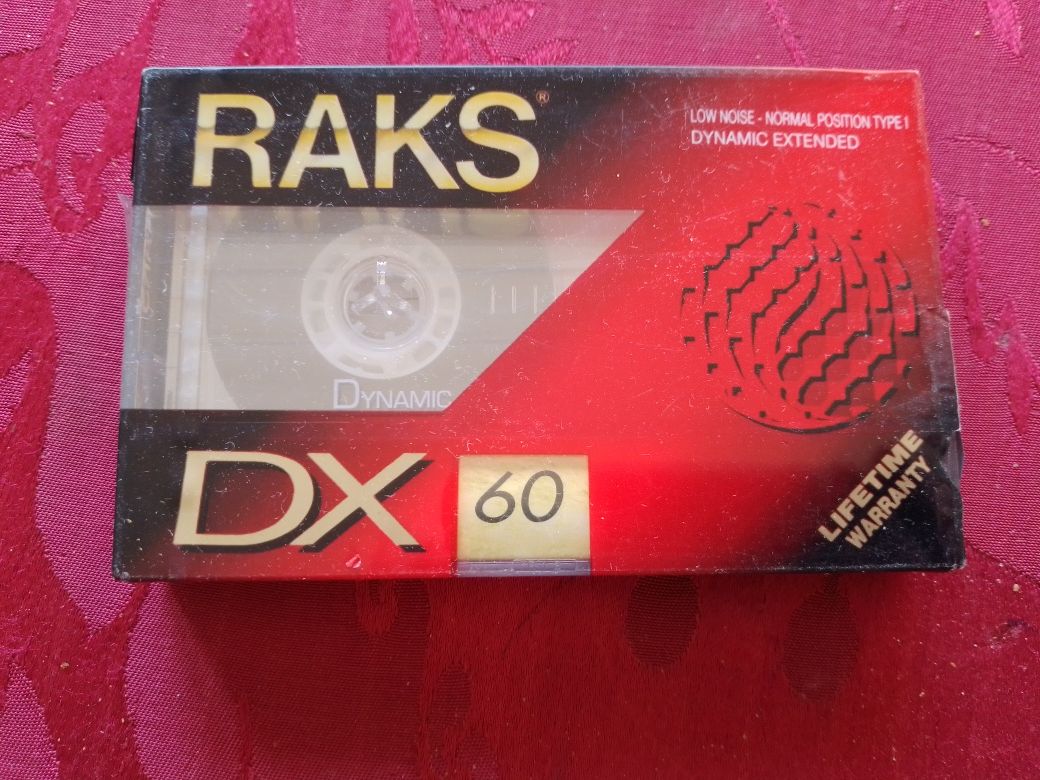 RAKS®
LOW NOISE - NORMAL POSITION TYPE I
DYNAMIC EXTENDED
DYNAMIC
DX 60
LIFETIME
WARRANTY